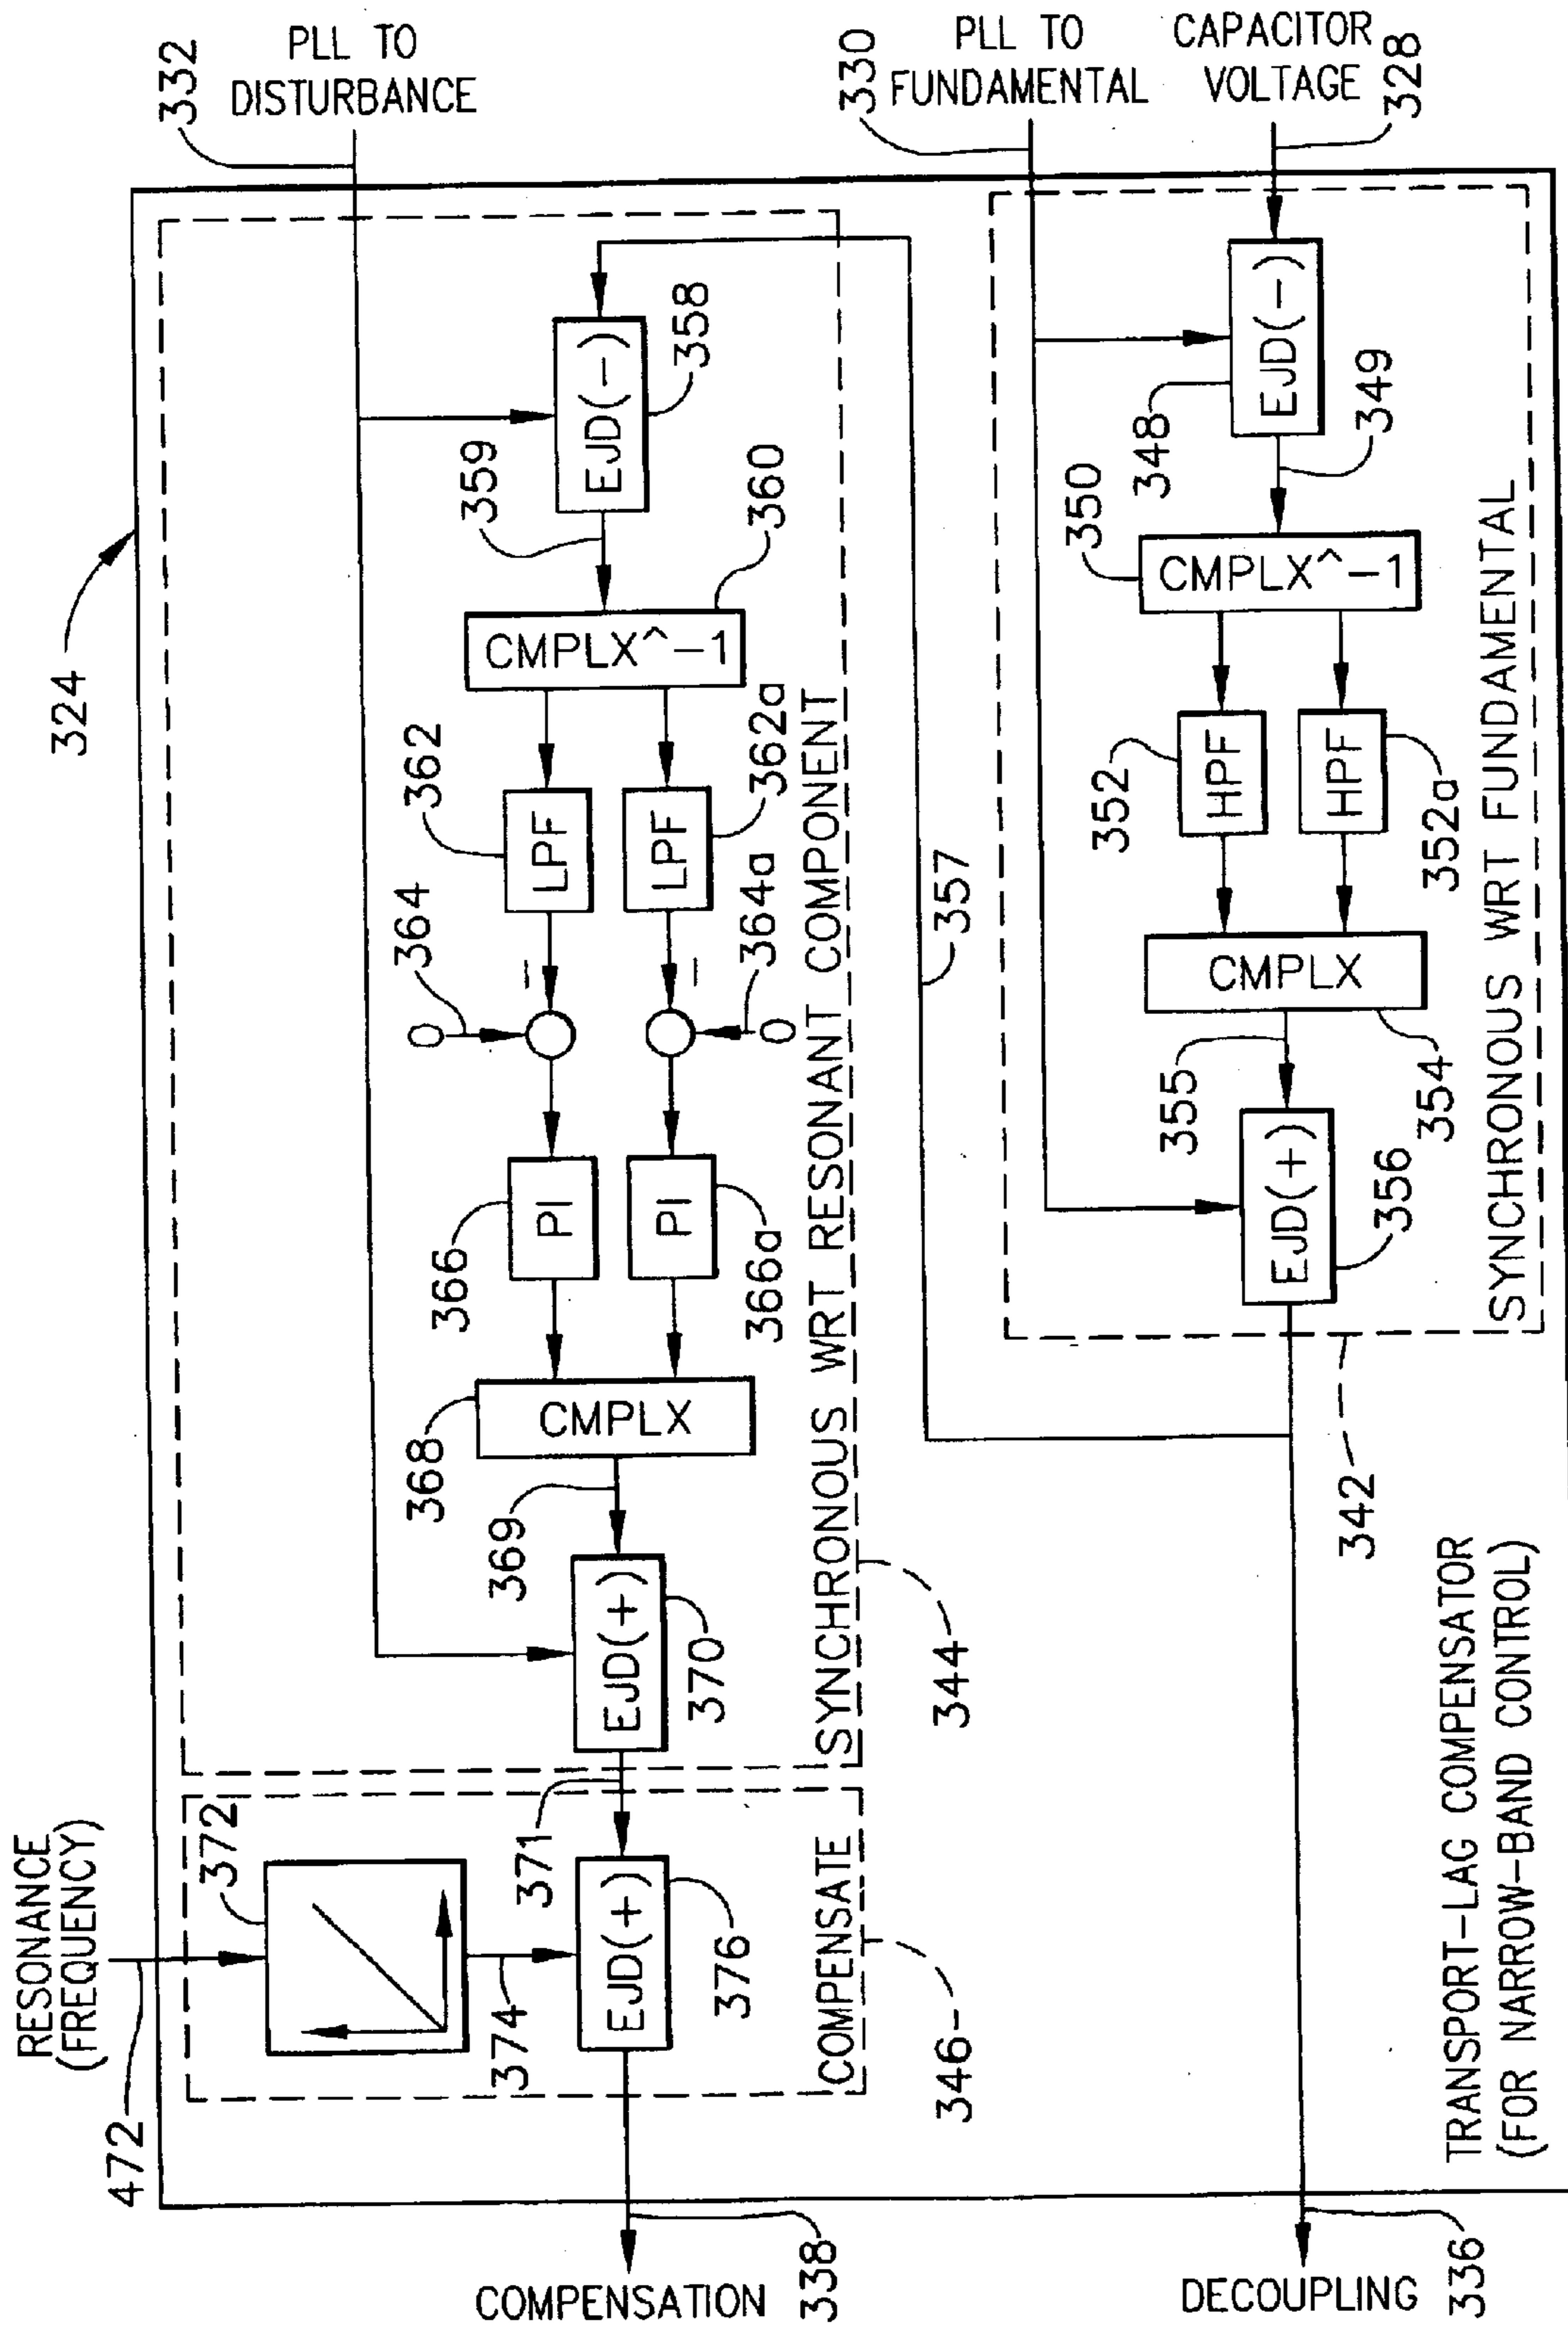 324
332
PLL TO
DISTURBANCE
330
PLL TO
FUNDAMENTAL
CAPACITOR
VOLTAGE
328
EJD(-)
358
359
CMPLX^-1
360
362
LPF
LPF
362a
364
0
–
–
0
364a
366
PI
PI
366a
368
CMPLX
369
EJD(+)
370
SYNCHRONOUS WRT RESONANT COMPONENT
344
357
EJD(-)
348
349
350
CMPLX^-1
352
HPF
HPF
352a
CMPLX
354
355
EJD(+)
356
SYNCHRONOUS WRT FUNDAMENTAL
342
RESONANCE
(FREQUENCY)
472
372
374
371
EJD(+)
376
COMPENSATE
346
COMPENSATION
338
DECOUPLING
336
TRANSPORT-LAG COMPENSATOR
(FOR NARROW-BAND CONTROL)